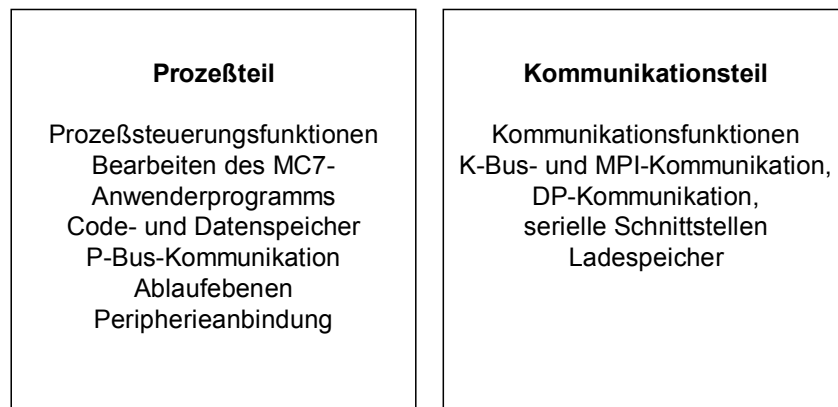 Prozeßteil
Prozeßsteuerungsfunktionen
Bearbeiten des MC7-
Anwenderprogramms
Code- und Datenspeicher
P-Bus-Kommunikation
Ablaufebenen
Peripherieanbindung
Kommunikationsteil
Kommunikationsfunktionen
K-Bus- und MPI-Kommunikation,
DP-Kommunikation,
serielle Schnittstellen
Ladespeicher